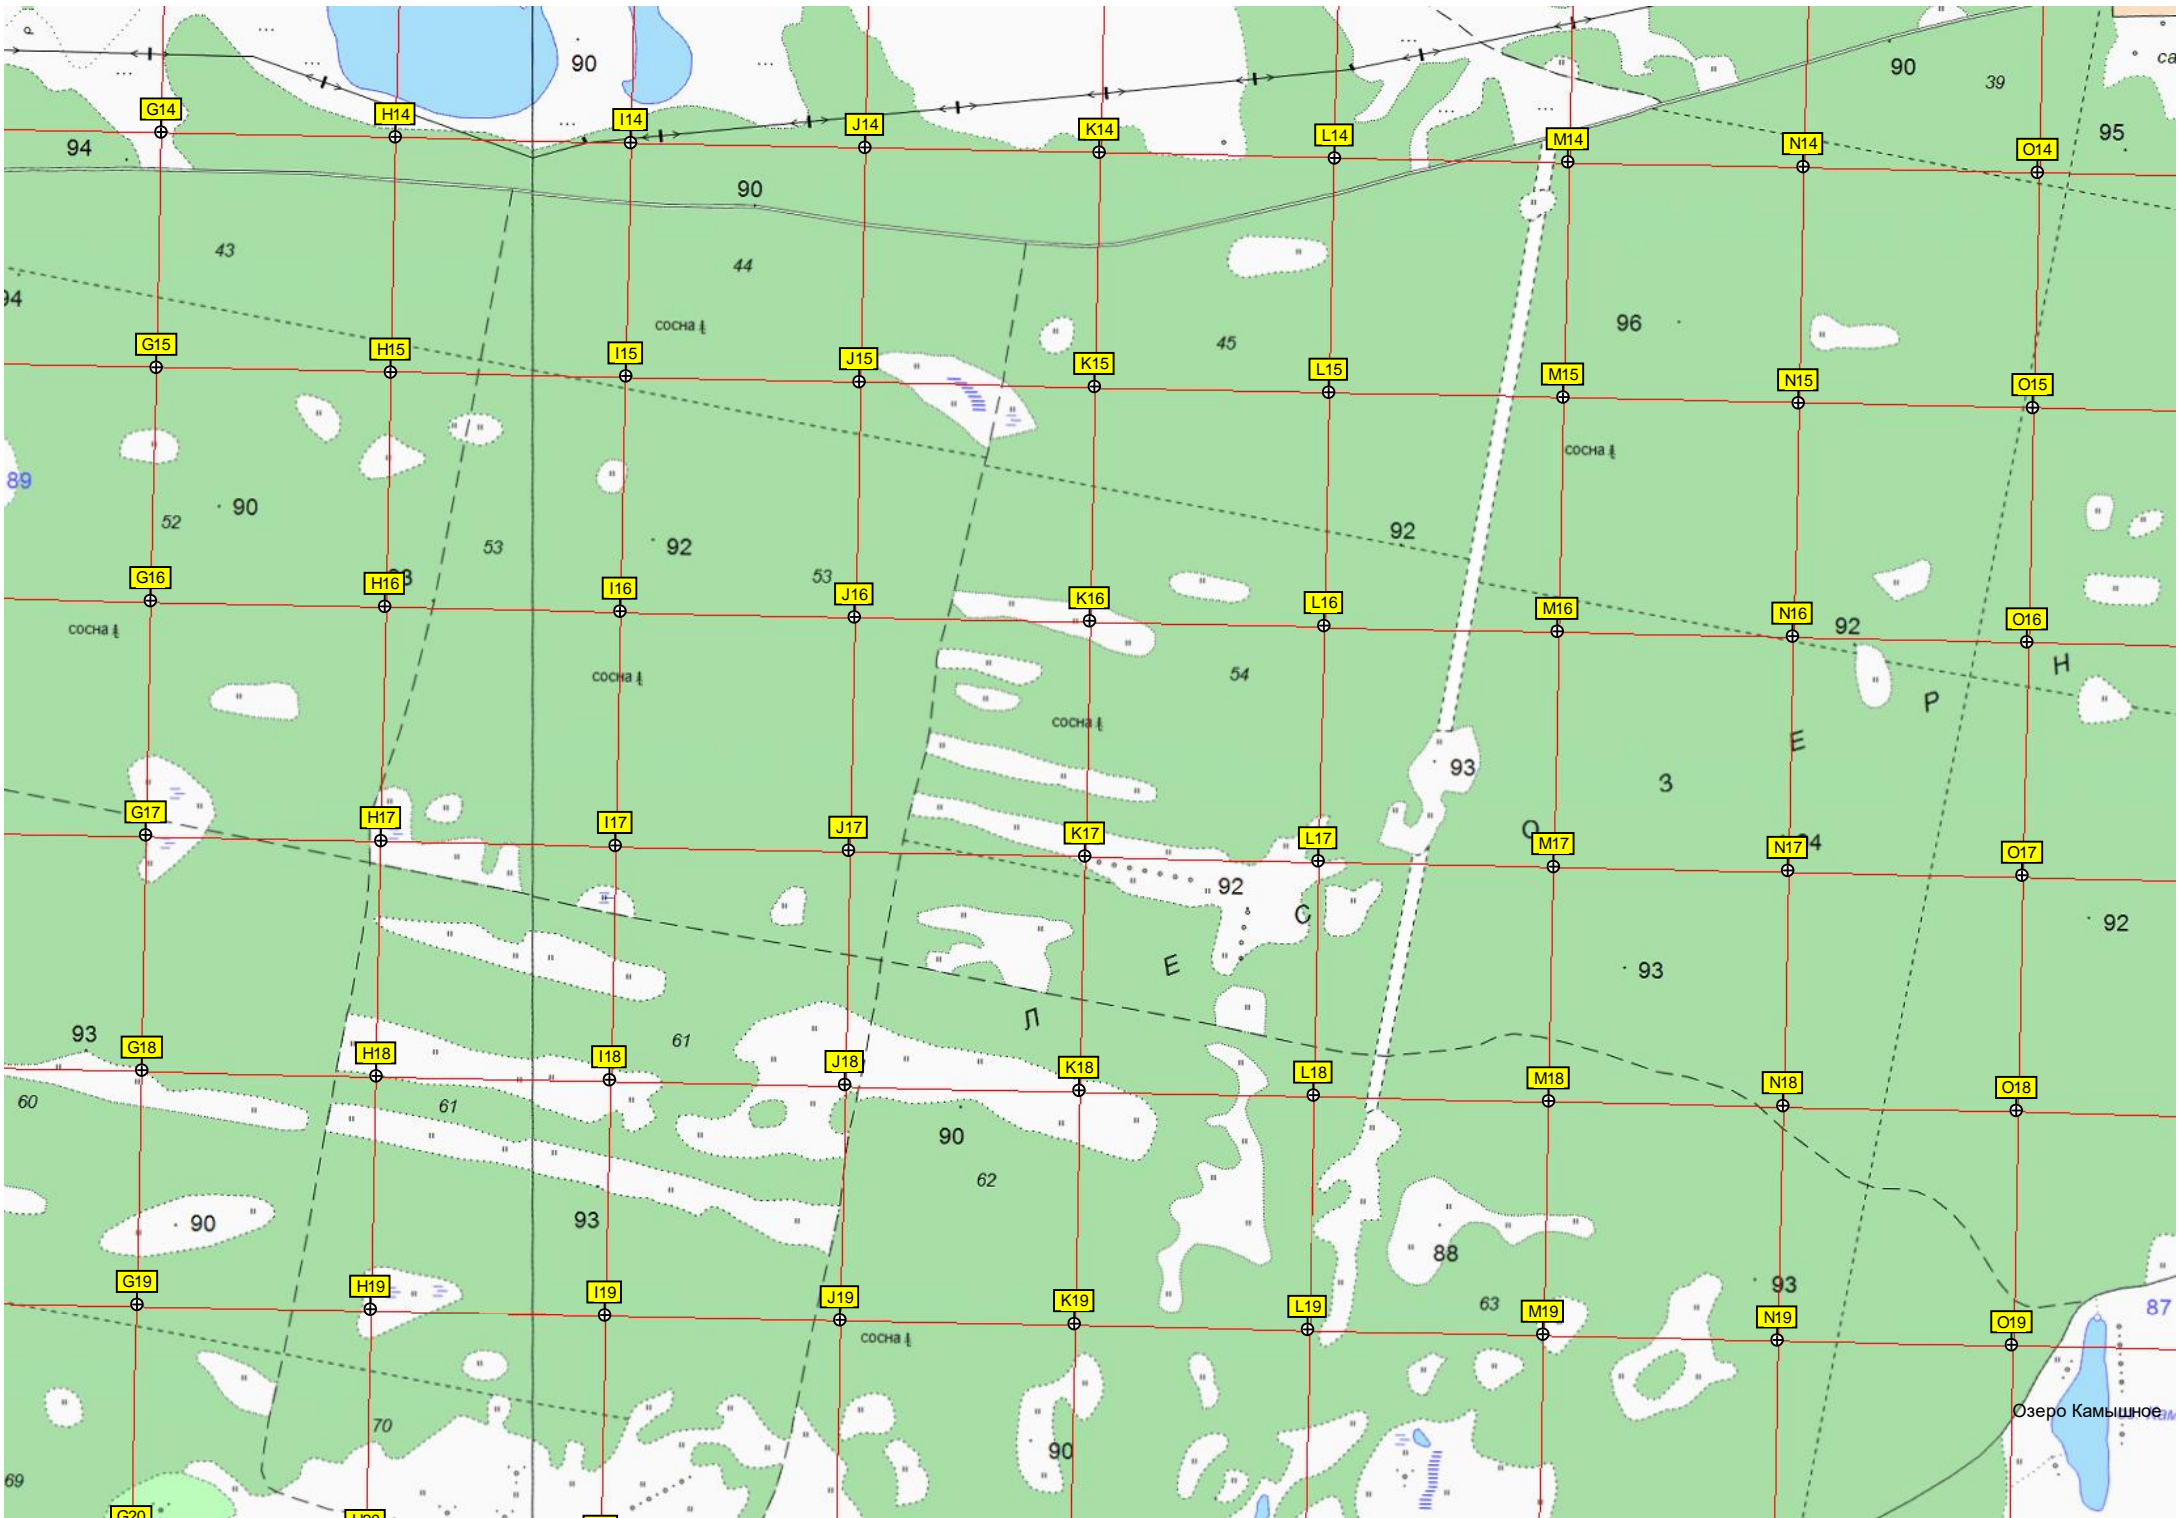 р
90
90
39
са
G14
H14
I14
J14
K14
L14
M14
N14
O14
95
94
90
43
44
94
сосна
45
96
G15
H15
I15
J15
K15
L15
M15
N15
O15
сосна
89
90
52
53
92
92
53
G16
H16
I16
J16
K16
L16
M16
N16
92
O16
сосна
сосна
54
Н
Р
сосна
Е
93
З
G17
H17
I17
J17
K17
L17
О
M17
N17
O17
92
С
92
Е
93
Л
93
61
G18
H18
I18
J18
K18
L18
M18
N18
O18
60
61
90
62
90
93
88
93
G19
H19
I19
J19
K19
L19
63
M19
N19
O19
87
сосна
70
90
Озеро Камышное
69
G20
H20